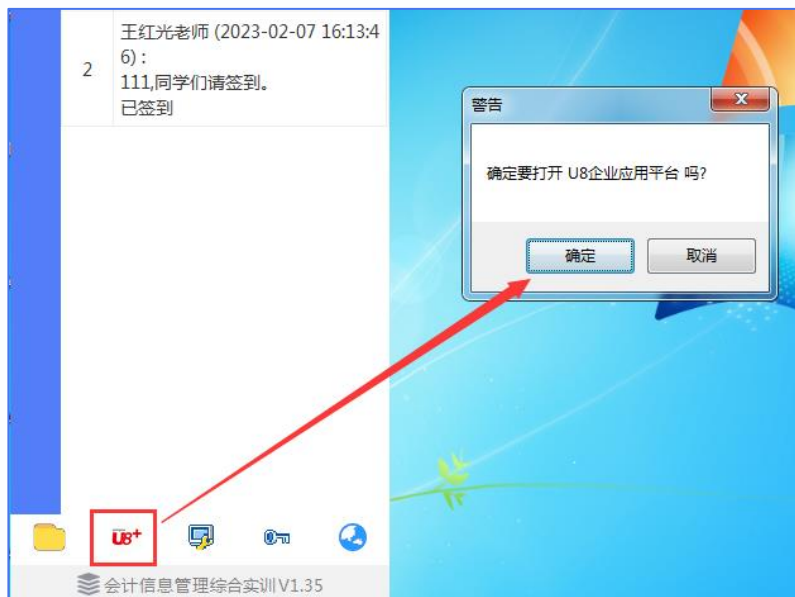 2
王红光老师 (2023-02-07 16:13:4
6) :
111,同学们请签到。
已签到
警告
确定要打开 U8企业应用平台 吗?
确定
取消
U8+
会计信息管理综合实训 V1.35